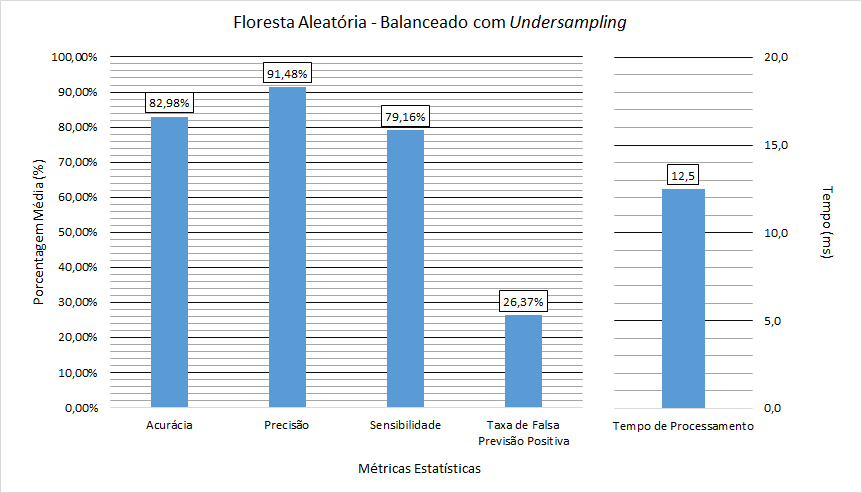 Floresta Aleatória - Balanceado com Undersampling
Porcentagem Média (%)
100,00%
90,00%
80,00%
70,00%
60,00%
50,00%
40,00%
30,00%
20,00%
10,00%
0,00%
82,98%
91,48%
79,16%
26,37%
Acurácia
Precisão
Sensibilidade
Taxa de Falsa
Previsão Positiva
Métricas Estatísticas
12,5
Tempo de Processamento
20,0
15,0
10,0
5,0
0,0
Tempo (ms)